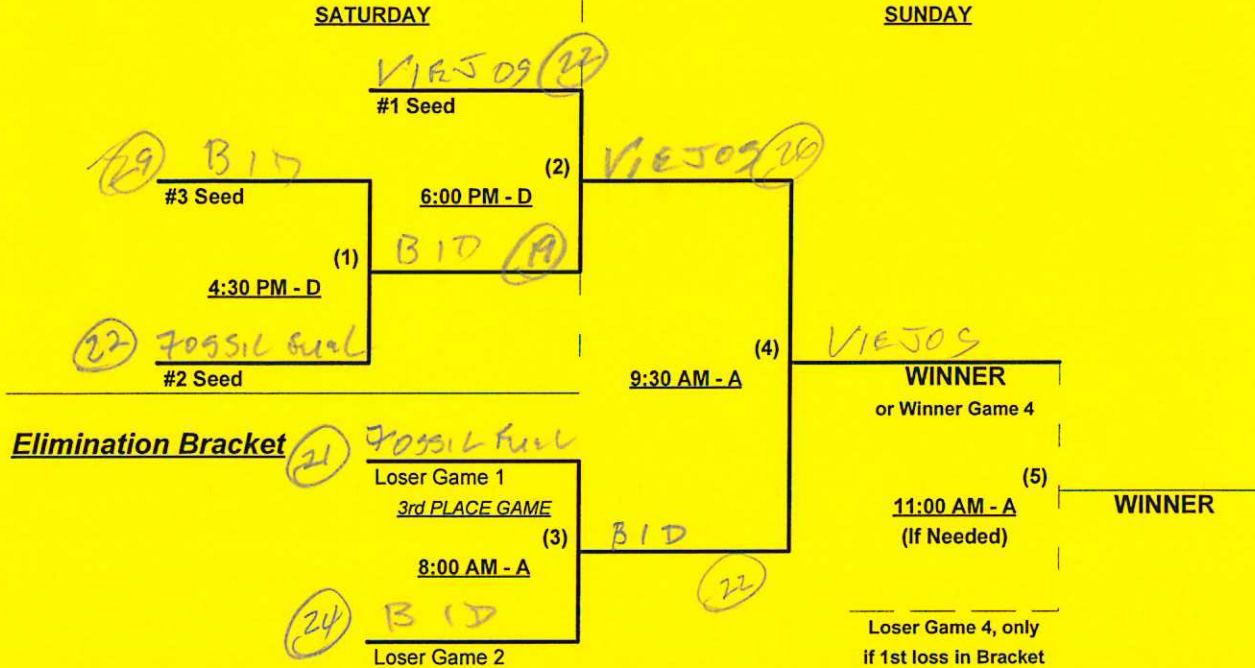 SATURDAY
SUNDAY
VIEJOS 22
#1 Seed
29 BID
#3 Seed
(2)
6:00 PM - D
VIEJOS 26
(1)
4:30 PM - D
BID 19
22 FOSSIL Fuel
#2 Seed
(4)
9:30 AM - A
VIEJOS
WINNER
or Winner Game 4
Elimination Bracket
21 FOSSIL Fuel
Loser Game 1
3rd PLACE GAME
(3)
8:00 AM - A
BID
22
(5)
11:00 AM - A
(If Needed)
WINNER
24 BID
Loser Game 2
Loser Game 4, only
if 1st loss in Bracket